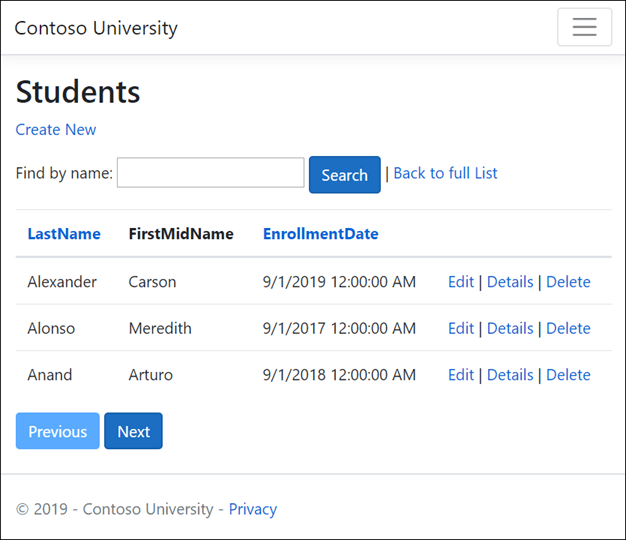 Contoso University
Students
Create New
Find by name: Search | Back to full List
LastName FirstMidName EnrollmentDate
Alexander Carson 9/1/2019 12:00:00 AM Edit | Details | Delete
Alonso Meredith 9/1/2017 12:00:00 AM Edit | Details | Delete
Anand Arturo 9/1/2018 12:00:00 AM Edit | Details | Delete
Previous Next
© 2019 - Contoso University - Privacy